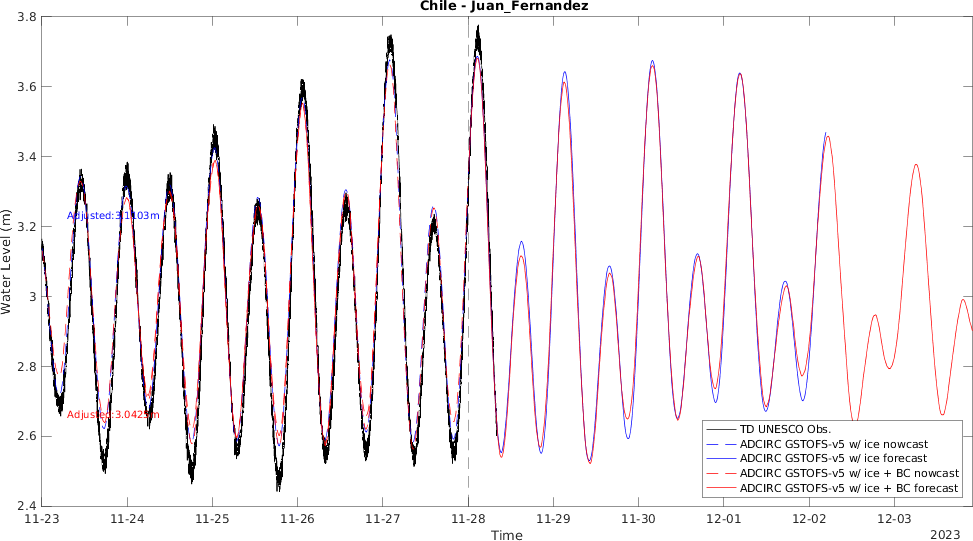 Chile - Juan_Fernandez
3.8
3.6
3.4
3.2
3
2.8
2.6
2.4
Water Level (m)
Adjusted:3.1103m
Adjusted:3.0425m
TD UNESCO Obs.
ADCIRC GSTOFS-v5 w/ ice nowcast
ADCIRC GSTOFS-v5 w/ ice forecast
ADCIRC GSTOFS-v5 w/ ice + BC nowcast
ADCIRC GSTOFS-v5 w/ ice + BC forecast
11-23 11-24 11-25 11-26 11-27 11-28 11-29 11-30 12-01 12-02 12-03
Time
2023